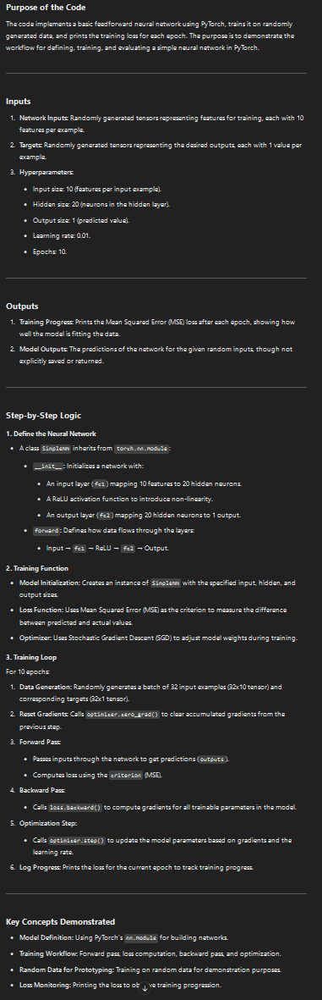 Purpose of the Code
The code implements a basic feedforward neural network using PyTorch, trains it on randomly
generated data, and prints the training loss for each epoch. The purpose is to demonstrate the
workflow for defining, training, and evaluating a simple neural network in PyTorch.
Inputs
1. Network Inputs: Randomly generated tensors representing features for training, each with 10
features per example.
2. Targets: Randomly generated tensors representing the desired outputs, each with 1 value per
example.
3. Hyperparameters:
• Input size: 10 (features per input example).
• Hidden size: 20 (neurons in the hidden layer).
• Output size: 1 (predicted value).
• Learning rate: 0.01.
• Epochs: 10.
Outputs
1. Training Progress: Prints the Mean Squared Error (MSE) loss after each epoch, showing how
well the model is fitting the data.
2. Model Outputs: The predictions of the network for the given random inputs, though not
explicitly saved or returned.
Step-by-Step Logic
1. Define the Neural Network
• A class SimpleNN inherits from torch.nn.Module:
• __init__: Initializes a network with:
• An input layer (fc1) mapping 10 features to 20 hidden neurons.
• A ReLU activation function to introduce non-linearity.
• An output layer (fc2) mapping 20 hidden neurons to 1 output.
• forward: Defines how data flows through the layers:
• Input → fc1 → ReLU → fc2 → Output.
2. Training Function
• Model Initialization: Creates an instance of SimpleNN with the specified input, hidden, and
output sizes.
• Loss Function: Uses Mean Squared Error (MSE) as the criterion to measure the difference
between predicted and actual values.
• Optimizer: Uses Stochastic Gradient Descent (SGD) to adjust model weights during training.
3. Training Loop
For 10 epochs:
1. Data Generation: Randomly generates a batch of 32 input examples (32x10 tensor) and
corresponding targets (32x1 tensor).
2. Reset Gradients: Calls optimizer.zero_grad() to clear accumulated gradients from the
previous step.
3. Forward Pass:
• Passes inputs through the network to get predictions (outputs).
• Computes loss using the criterion (MSE).
4. Backward Pass:
• Calls loss.backward() to compute gradients for all trainable parameters in the model.
5. Optimization Step:
• Calls optimizer.step() to update the model parameters based on gradients and the
learning rate.
6. Log Progress: Prints the loss for the current epoch to track training progress.
Key Concepts Demonstrated
• Model Definition: Using PyTorch's nn.Module for building networks.
• Training Workflow: Forward pass, loss computation, backward pass, and optimization.
• Random Data for Prototyping: Training on random data for demonstration purposes.
• Loss Monitoring: Printing the loss to training progression.